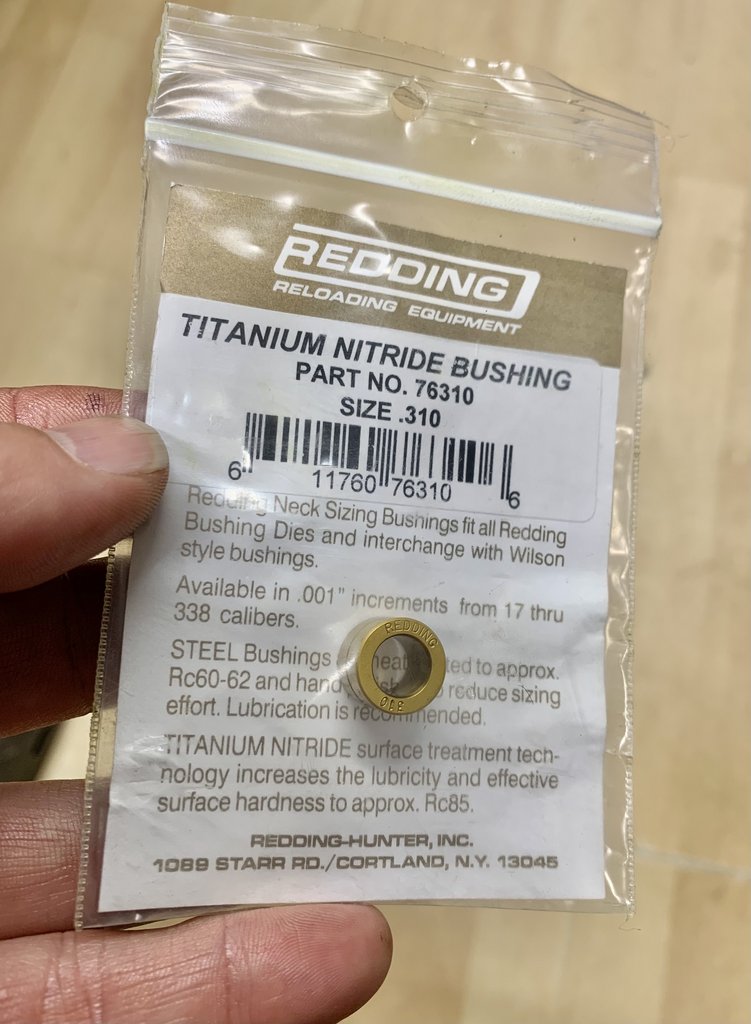 REDDING
RELOADING EQUIPMENT
TITANIUM NITRIDE BUSHING
PART NO. 76310
SIZE .310
6 11760 76310 6
Redding Neck Sizing Bushings fit all Redding
Bushing Dies and interchange with Wilson
style bushings.
Available in .001" increments from 17 thru
338 calibers.
STEEL Bushings ted to approx.
Rc60-62 and hand reduce sizing
effort. Lubrication is recommended.
TITANIUM NITRIDE surface treatment tech-
nology increases the lubricity and effective
surface hardness to approx. Rc85.
REDDING-HUNTER, INC.
1089 STARR RD./CORTLAND, N.Y. 13045
REDDING
310